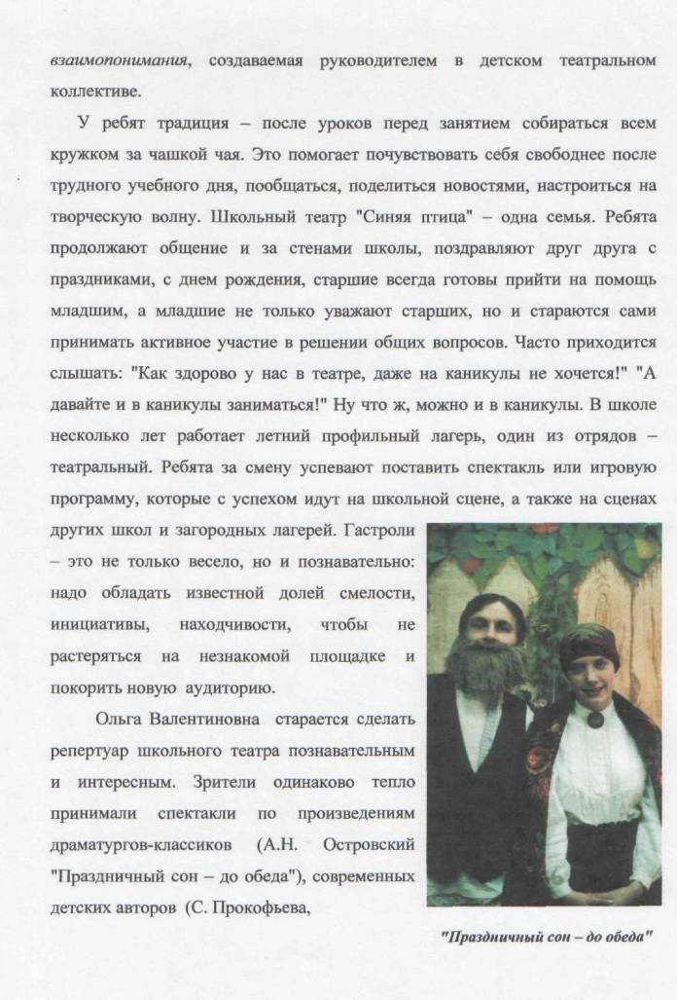 взаимопонимания, создаваемая руководителем в детском театральном
коллективе.
У ребят традиция – после уроков перед занятием собираться всем
кружком за чашкой чая. Это помогает почувствовать себя свободнее после
трудного учебного дня, пообщаться, поделиться новостями, настроиться на
творческую волну. Школьный театр "Синяя птица" – одна семья. Ребята
продолжают общение и за стенами школы, поздравляют друг друга с
праздниками, с днем рождения, старшие всегда готовы прийти на помощь
младшим, а младшие не только уважают старших, но и стараются сами
принимать активное участие в решении общих вопросов. Часто приходится
слышать: "Как здорово у нас в театре, даже на каникулы не хочется!" "А
давайте и в каникулы заниматься!" Ну что ж, можно и в каникулы. В школе
несколько лет работает летний профильный лагерь, один из отрядов –
театральный. Ребята за смену успевают поставить спектакль или игровую
программу, которые с успехом идут на школьной сцене, а также на сценах
других школ и загородных лагерей. Гастроли
– это не только весело, но и познавательно:
надо обладать известной долей смелости,
инициативы, находчивости, чтобы не
растеряться на незнакомой площадке и
покорить новую аудиторию.
Ольга Валентиновна старается сделать
репертуар школьного театра познавательным
и интересным. Зрители одинаково тепло
принимали спектакли по произведениям
драматургов-классиков (А.Н. Островский
"Праздничный сон – до обеда"), современных
детских авторов (С. Прокофьева,
"Праздничный сон – до обеда"